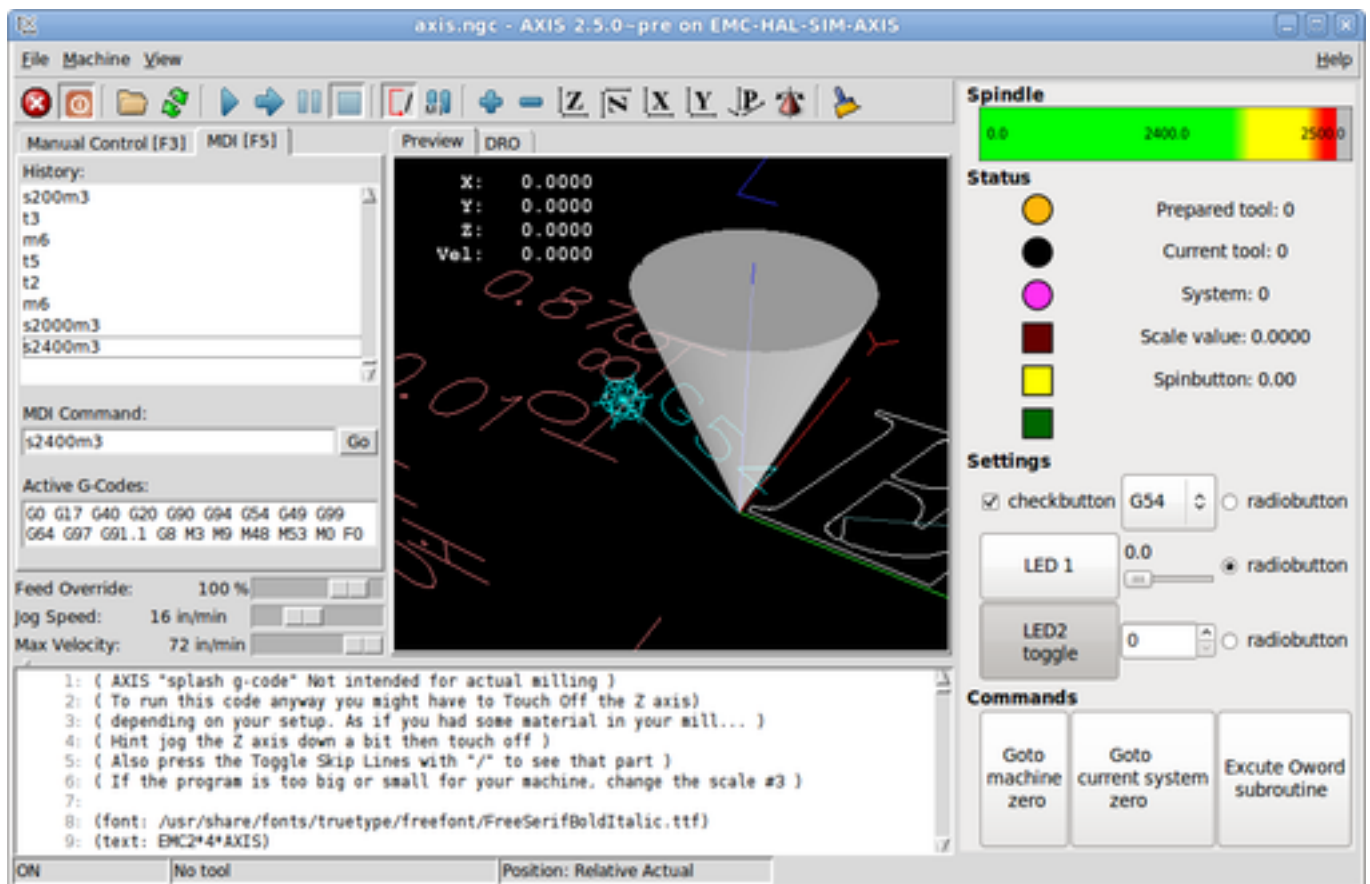 axis.ngc - AXIS 2.5.0~pre on EMC-HAL-SIM-AXIS
File Machine View Help
Z N X Y P
Manual Control [F3] MDI [F5]
History:
s200m3
t3
m6
t5
t2
m6
s2000m3
s2400m3
MDI Command:
s2400m3 Go
Active G-Codes:
G0 G17 G40 G20 G90 G94 G54 G49 G99
G64 G97 G91.1 G8 M3 M9 M48 M53 M0 F0
Feed Override: 100 %
Jog Speed: 16 in/min
Max Velocity: 72 in/min
Preview DRO
X: 0.0000
Y: 0.0000
Z: 0.0000
Vel: 0.0000
Y
G54
Spindle
0.0 2400.0 2500.0
Status
Prepared tool: 0
Current tool: 0
System: 0
Scale value: 0.0000
Spinbutton: 0.00
Settings
checkbutton G54 radiobutton
LED 1 0.0 radiobutton
LED2
toggle 0 radiobutton
Commands
Goto
machine
zero
Goto
current system
zero
Excute Oword
subroutine
1: ( AXIS "splash g-code" Not intended for actual milling )
2: ( To run this code anyway you might have to Touch Off the Z axis)
3: ( depending on your setup. As if you had some material in your mill... )
4: ( Hint jog the Z axis down a bit then touch off )
5: ( Also press the Toggle Skip Lines with "/" to see that part )
6: ( If the program is too big or small for your machine, change the scale #3 )
7:
8: (font: /usr/share/fonts/truetype/freefont/FreeSerifBoldItalic.ttf)
9: (text: EMC2*4*AXIS)
ON No tool Position: Relative Actual